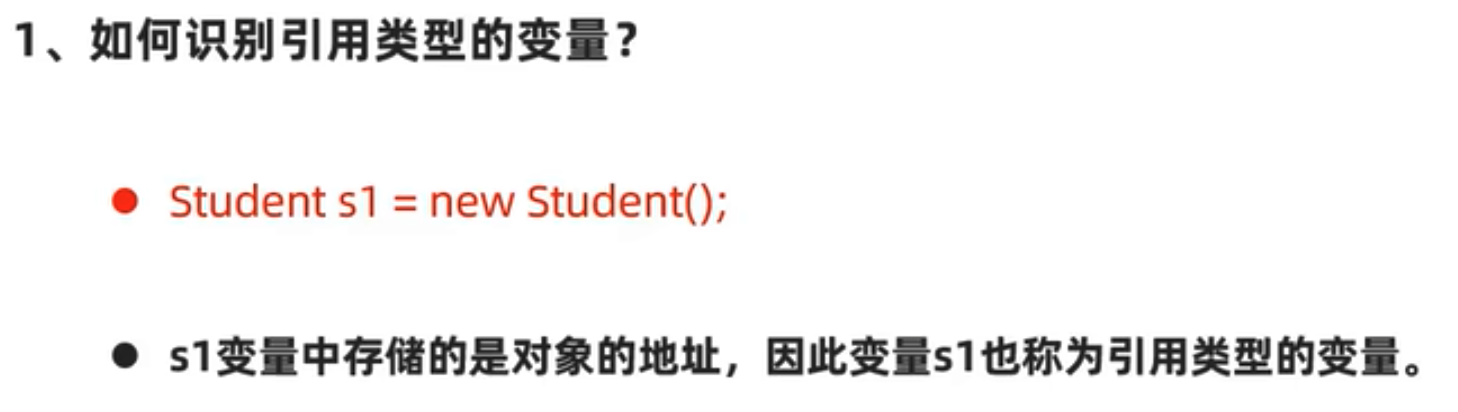 1、如何识别引用类型的变量？
● Student s1 = new Student();
● s1变量中存储的是对象的地址，因此变量s1也称为引用类型的变量。